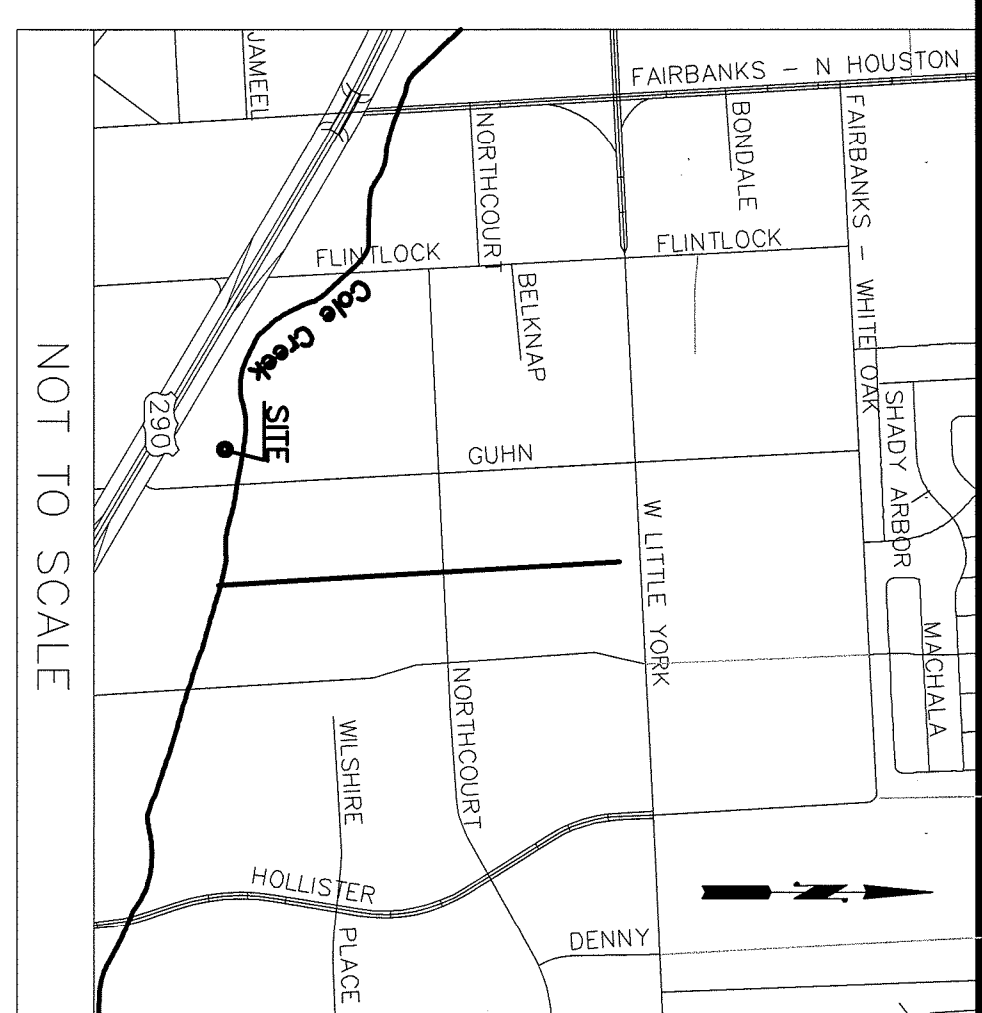 JAMEEL
FAIRBANKS - N HOUSTON
NORTHCOURT
BONDALE
FAIRBANKS - WHITE OAK
FLINTLOCK
FLINTLOCK
BELKNAP
Cole Creek
SHADY ARBOR
290
SITE
GUHN
NOT TO SCALE
W LITTLE YORK
MACHALA
NORTHCOURT
WILSHIRE PLACE
HOLLISTER
DENNY